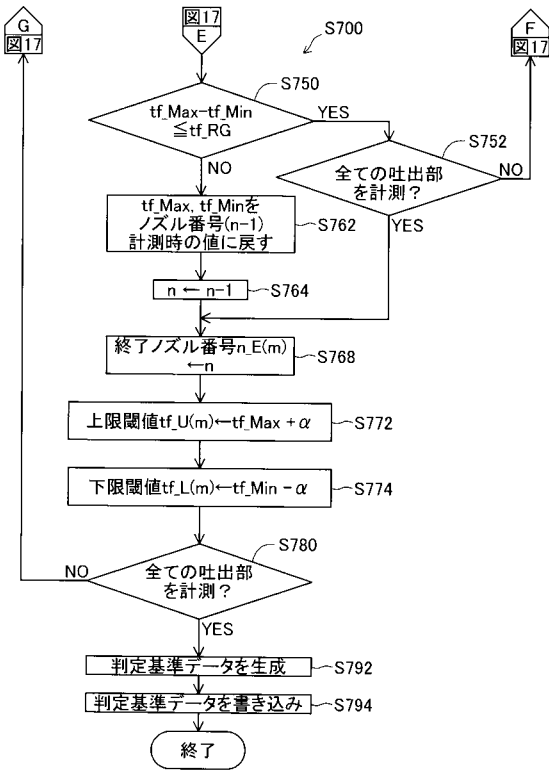 G
図17
図17
E
S700
F
図17
S750
tf_Max-tf_Min
≦tf_RG
YES
NO
S752
全ての吐出部
を計測?
NO
YES
tf_Max, tf_Minを
ノズル番号(n-1)
計測時の値に戻す
S762
n ← n-1
S764
終了ノズル番号n_E(m)
←n
S768
上限閾値tf_U(m)←tf_Max + α
S772
下限閾値tf_L(m)←tf_Min - α
S774
S780
NO
全ての吐出部
を計測?
YES
判定基準データを生成
S792
判定基準データを書き込み
S794
終了